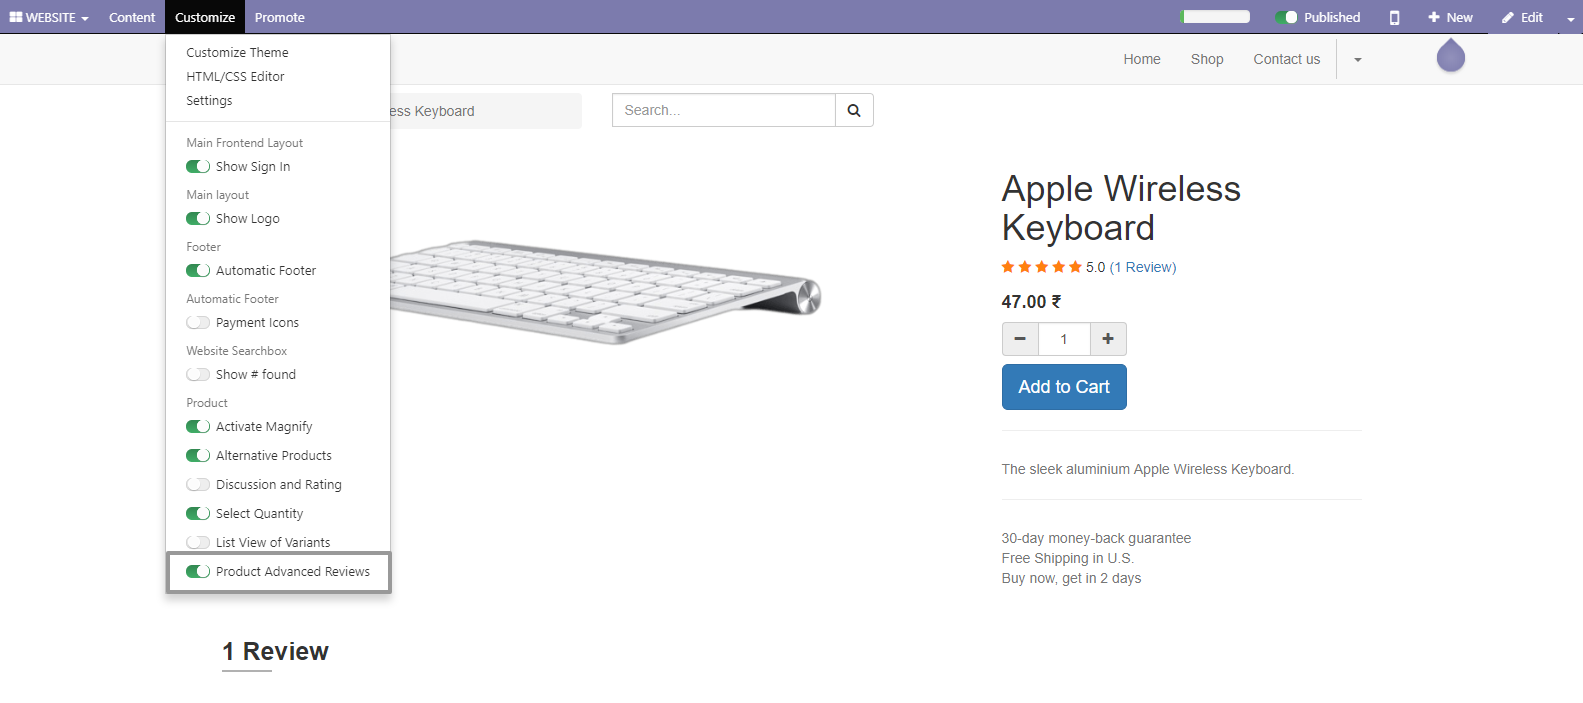 WEBSITE Content Customize Promote Published New Edit
Customize Theme
HTML/CSS Editor
Settings
Main Frontend Layout
Show Sign In
Main layout
Show Logo
Footer
Automatic Footer
Automatic Footer
Payment Icons
Website Searchbox
Show # found
Product
Activate Magnify
Alternative Products
Discussion and Rating
Select Quantity
List View of Variants
Product Advanced Reviews
Home Shop Contact us
Keyboard
Search...
Apple Wireless
Keyboard
5.0 (1 Review)
47.00 ₹
1
Add to Cart
The sleek aluminium Apple Wireless Keyboard.
30-day money-back guarantee
Free Shipping in U.S.
Buy now, get in 2 days
1 Review